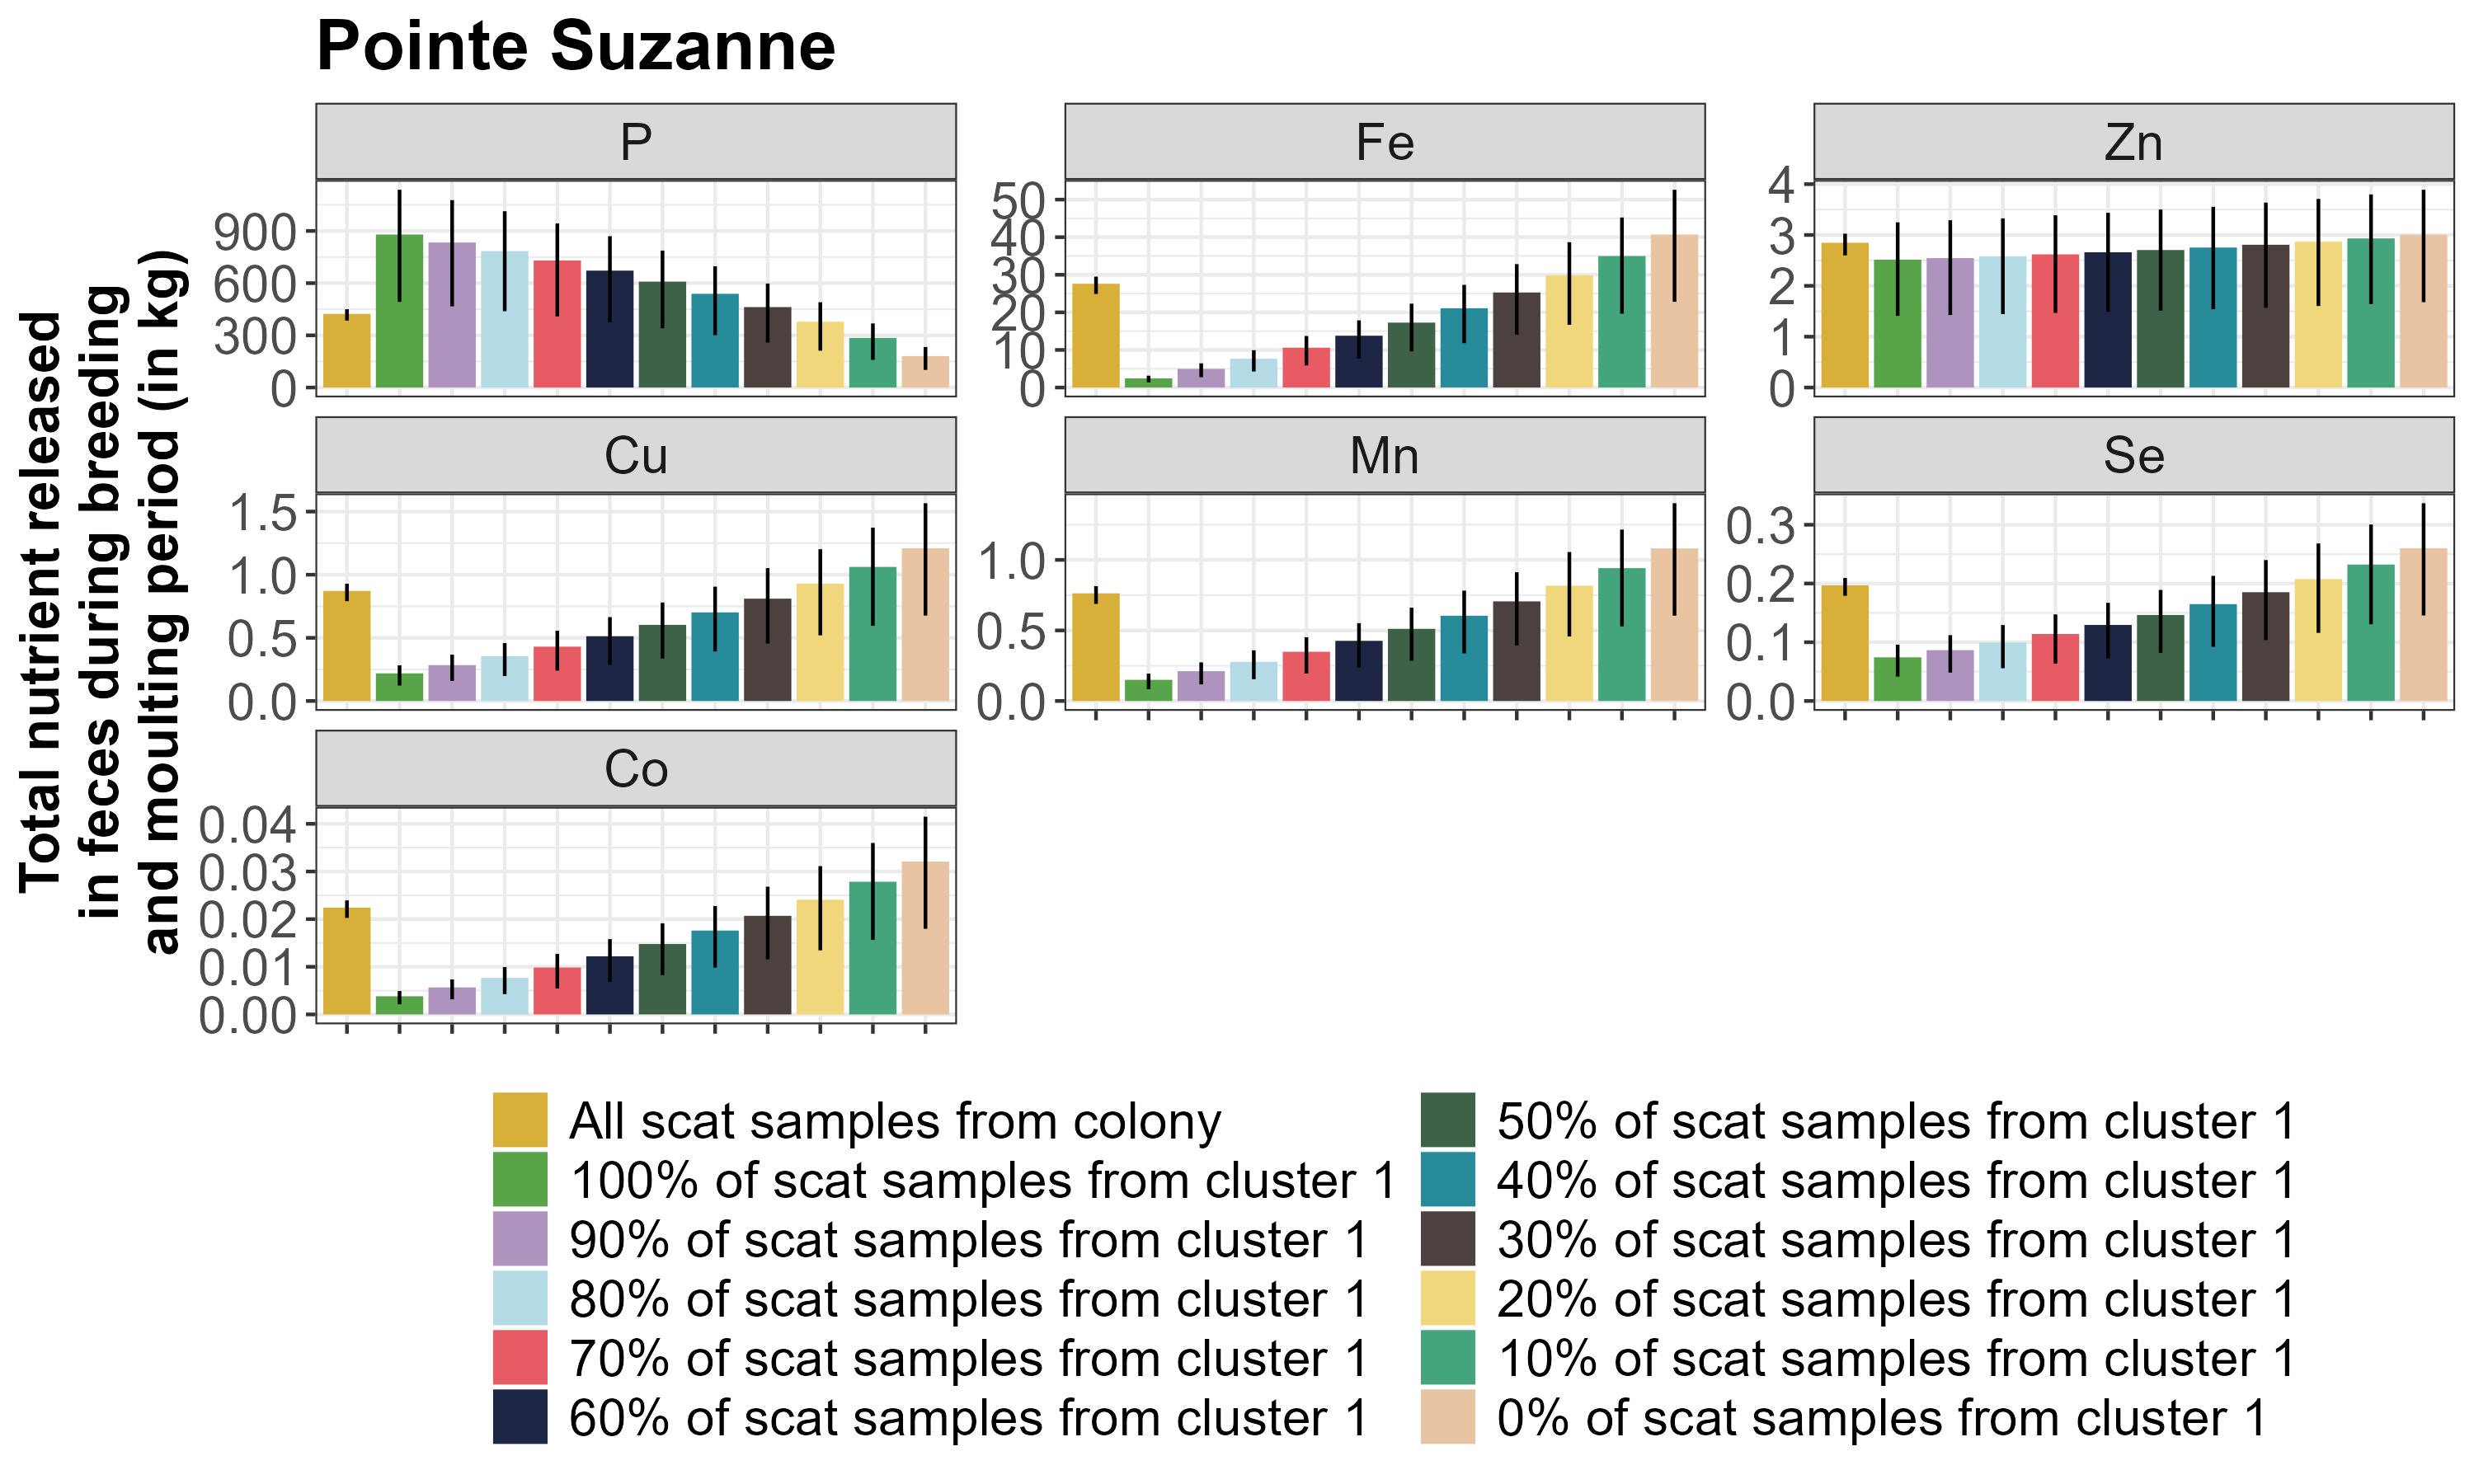 Pointe Suzanne
Total nutrient released
in feces during breeding
and moulting period (in kg)
P
900
600
300
0
Fe
50
40
30
20
10
0
Zn
4
3
2
1
0
Cu
1.5
1.0
0.5
0.0
Mn
1.0
0.5
0.0
Se
0.3
0.2
0.1
0.0
Co
0.04
0.03
0.02
0.01
0.00
All scat samples from colony
100% of scat samples from cluster 1
90% of scat samples from cluster 1
80% of scat samples from cluster 1
70% of scat samples from cluster 1
60% of scat samples from cluster 1
50% of scat samples from cluster 1
40% of scat samples from cluster 1
30% of scat samples from cluster 1
20% of scat samples from cluster 1
10% of scat samples from cluster 1
0% of scat samples from cluster 1